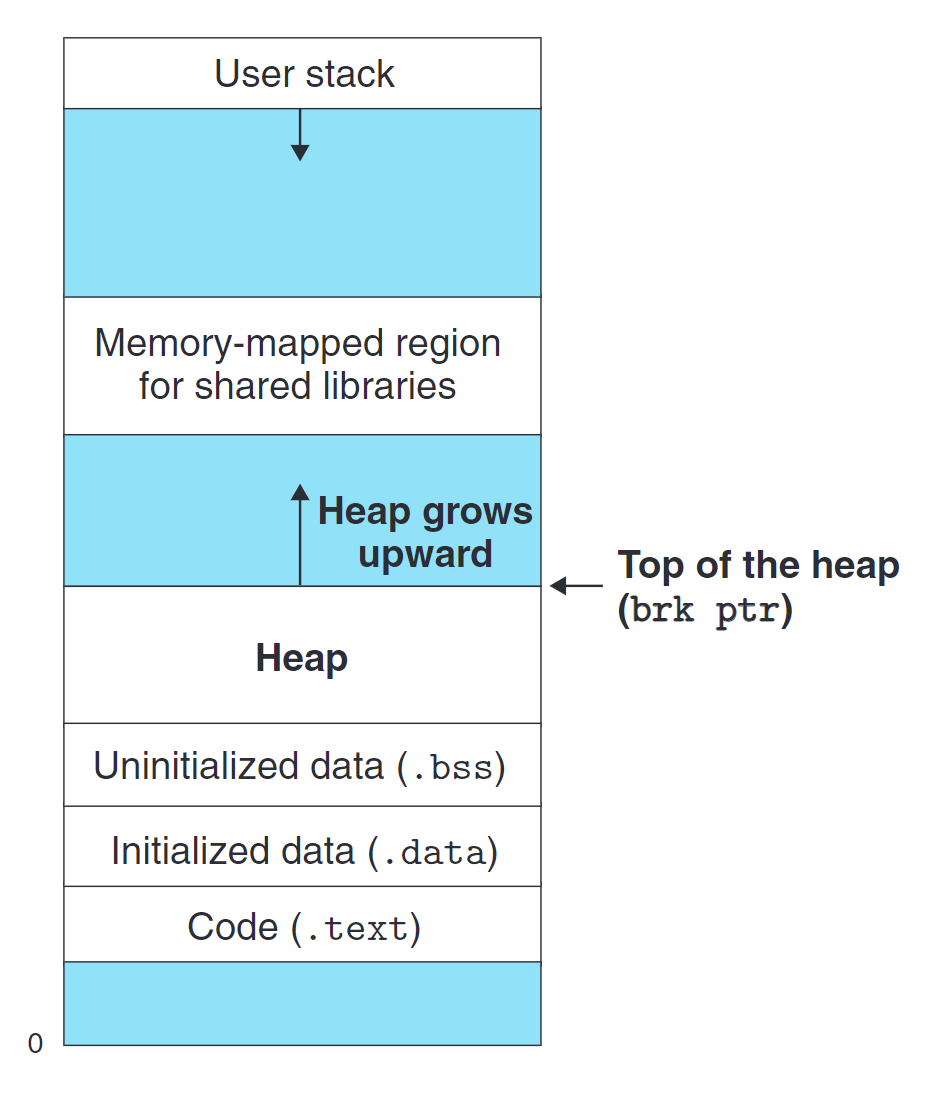 User stack
Memory-mapped region
for shared libraries
Heap grows
upward
Top of the heap
(brk ptr)
Heap
Uninitialized data (.bss)
Initialized data (.data)
Code (.text)
0